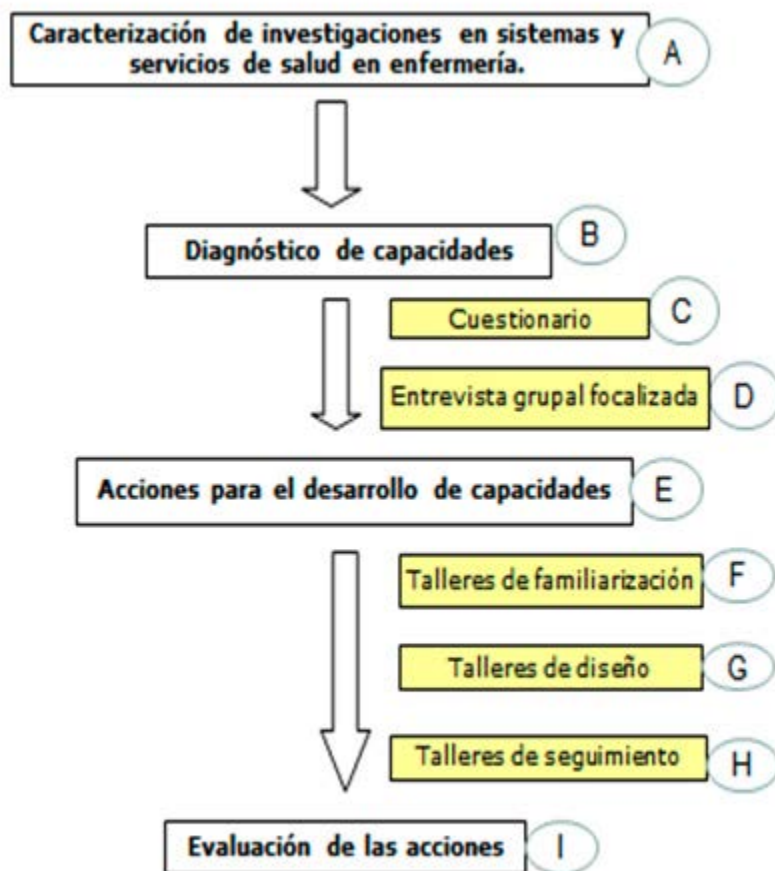 Caracterización de investigaciones en sistemas y
servicios de salud en enfermería.
A
Diagnóstico de capacidades
B
Cuestionario
C
Entrevista grupal focalizada
D
Acciones para el desarrollo de capacidades
E
Talleres de familiarización
F
Talleres de diseño
G
Talleres de seguimiento
H
Evaluación de las acciones
I